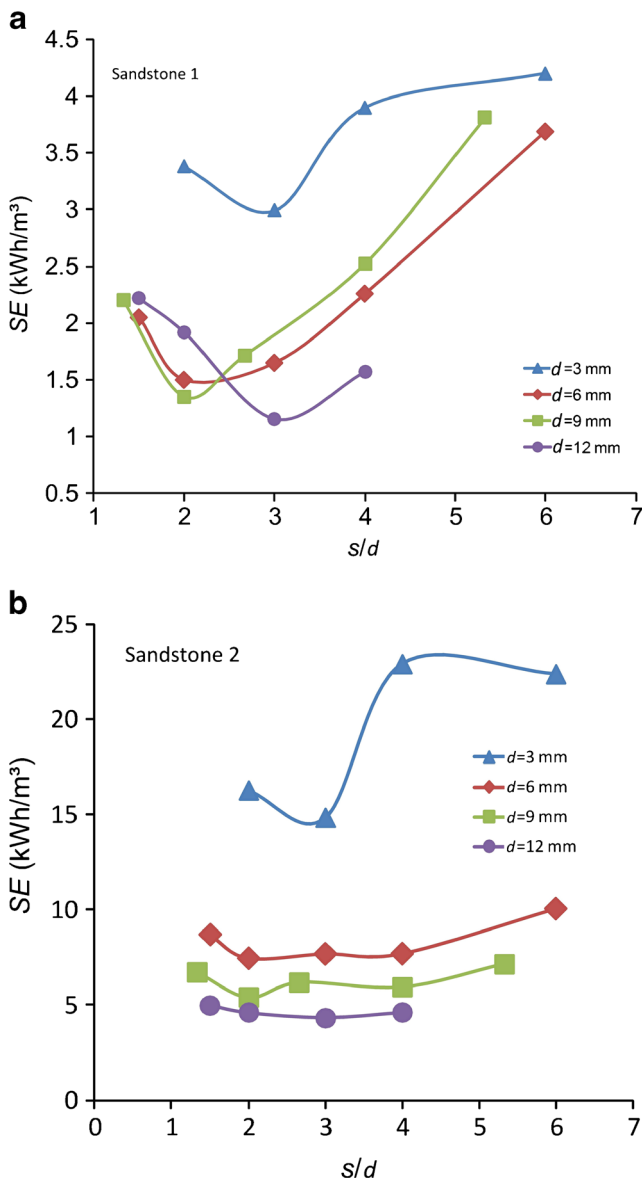 a
4.5
Sandstone 1
4
3.5
3
2.5
2
1.5
1
0.5
SE (kWh/m³)
d=3 mm
d=6 mm
d=9 mm
d=12 mm
1 2 3 4 5 6 7
s/d
b
25
Sandstone 2
20
15
10
5
0
SE (kWh/m³)
d=3 mm
d=6 mm
d=9 mm
d=12 mm
0 1 2 3 4 5 6 7
s/d